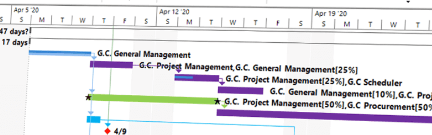 Apr 5 '20 Apr 12 '20 Apr 19 '20
M T W T F S S M T W T F S S M T W T F
47 days?
17 days
G.C. General Management
G.C. Project Management,G.C. General Management[25%]
G.C. Project Management[25%],G.C Scheduler
G.C. General Management[10%],G.C. Pro
G.C. Project Management[50%],G.C Procurement[50%
4/9